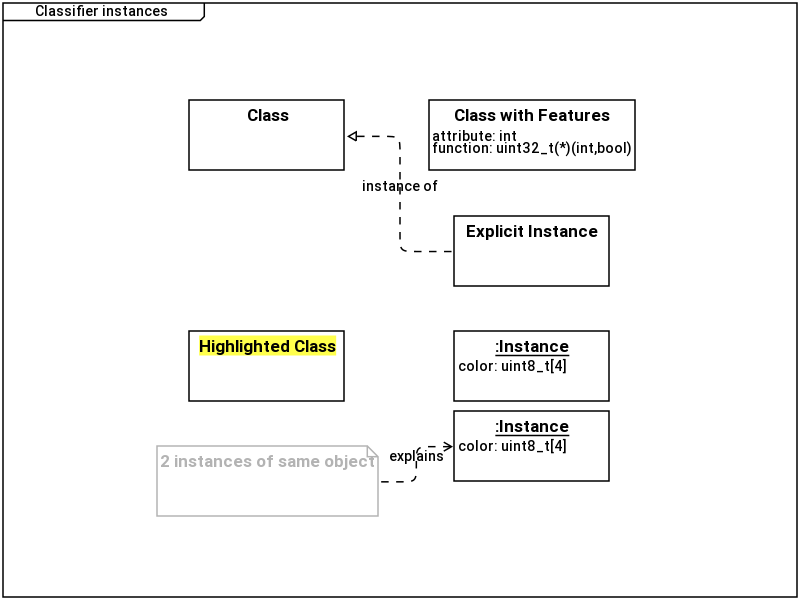 Classifier instances
Class
Class with Features
attribute: int
function: uint32_t(*)(int,bool)
instance of
Explicit Instance
Highlighted Class
:Instance
color: uint8_t[4]
:Instance
color: uint8_t[4]
explains
2 instances of same object